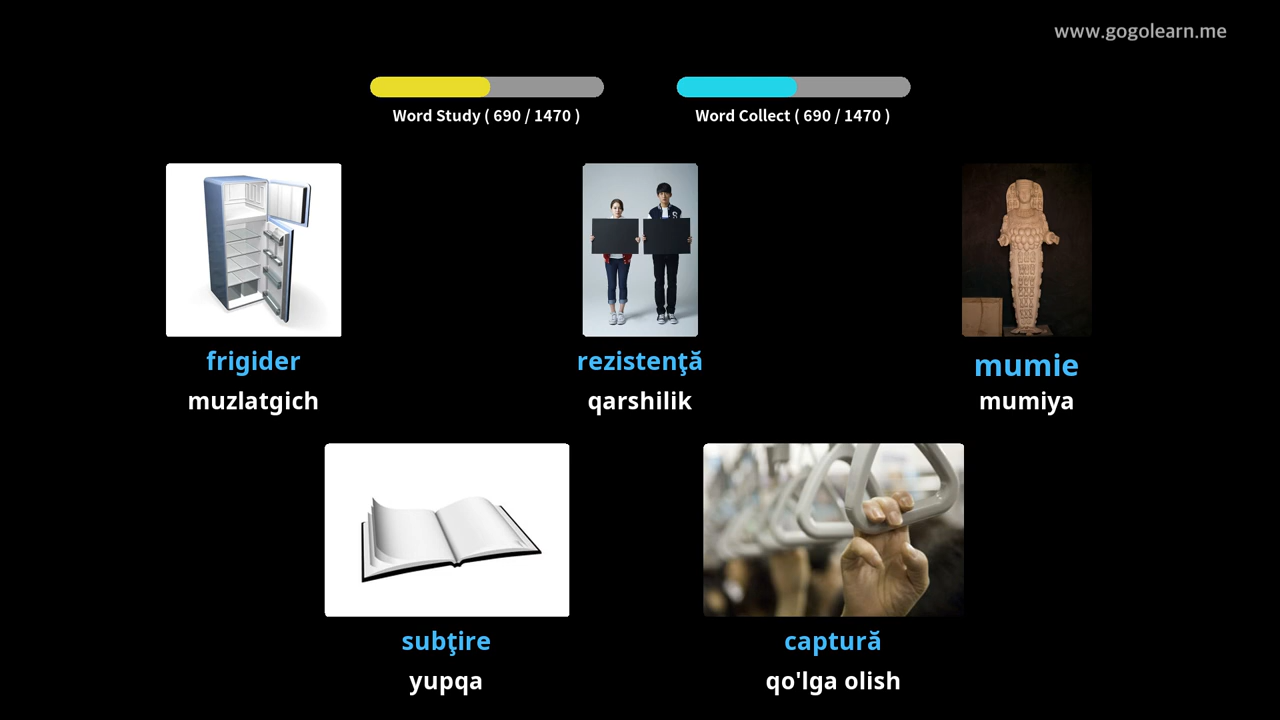 www.gogolearn.me
Word Study ( 690 / 1470 )
Word Collect ( 690 / 1470 )
frigider
muzlatgich
rezistenţă
qarshilik
mumie
mumiya
subţire
yupqa
captură
qo'lga olish